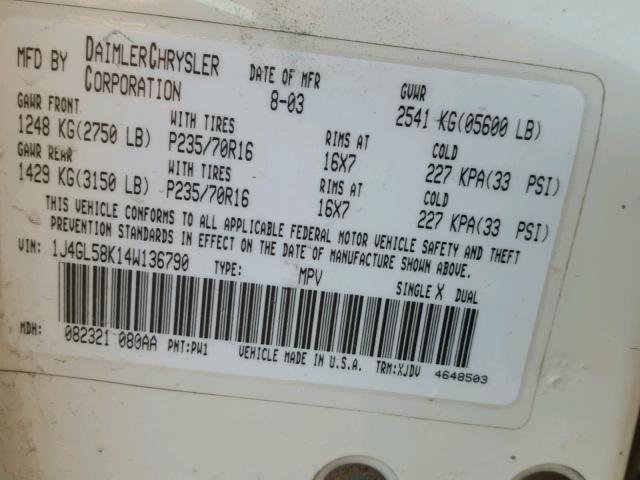 MFD BY DAIMLERCHRYSLER CORPORATION DATE OF MFR 8-03 GVWR 2541 KG(05600 LB)
GAWR FRONT WITH TIRES RIMS AT COLD
1248 KG(2750 LB) P235/70R16 16X7 227 KPA(33 PSI)
GAWR REAR WITH TIRES RIMS AT COLD
1429 KG(3150 LB) P235/70R16 16X7 227 KPA(33 PSI)
THIS VEHICLE CONFORMS TO ALL APPLICABLE FEDERAL MOTOR VEHICLE SAFETY AND THEFT
PREVENTION STANDARDS IN EFFECT ON THE DATE OF MANUFACTURE SHOWN ABOVE.
VIN: 1J4GL58K14W136790 TYPE: MPV SINGLE X DUAL
MDH: 082321 080AA PNT:PW1 VEHICLE MADE IN U.S.A. TRM:XJDV 4648503